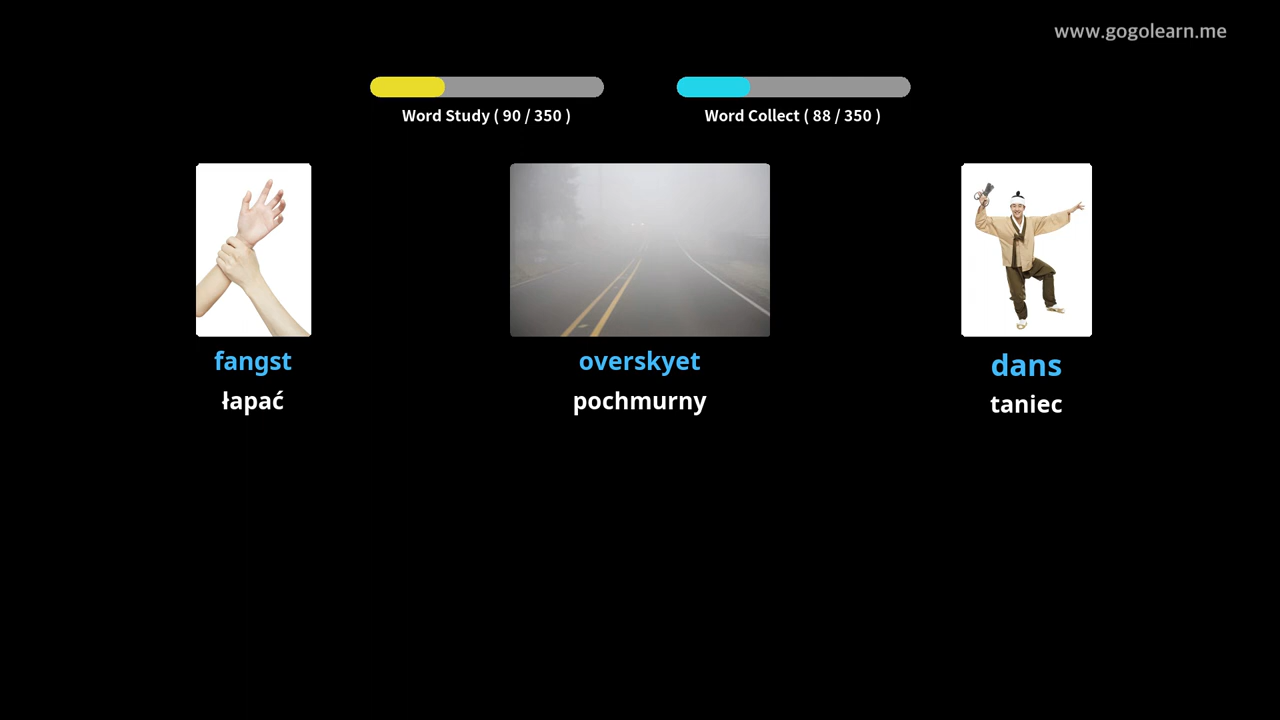 www.gogolearn.me
Word Study ( 90 / 350 )
Word Collect ( 88 / 350 )
fangst
overskyet
dans
łapać
pochmurny
taniec